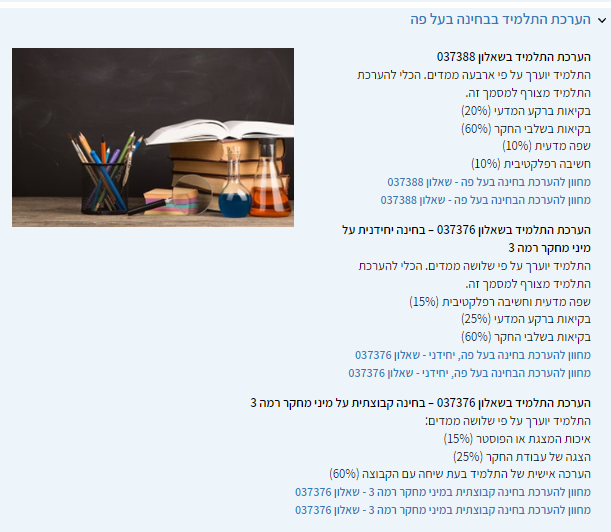 הערכת התלמיד בבחינה בעל פה
הערכת התלמיד בשאלון 037388
התלמיד יוערך על פי ארבעה ממדים. הכלי להערכת
התלמיד מצורף למסמך זה.
בקיאות ברקע המדעי (20%)
בקיאות בשלבי החקר (60%)
שפה מדעית (10%)
חשיבה רפלקטיבית (10%)
מחוון להערכת בחינה בעל פה - שאלון 037388
מחוון להערכת הבחינה בעל פה - שאלון 037388
הערכת התלמיד בשאלון 037376 – בחינה יחידנית על
מיני מחקר רמה 3
התלמיד יוערך על פי שלושה ממדים. הכלי להערכת
התלמיד מצורף למסמך זה.
שפה מדעית וחשיבה רפלקטיבית (15%)
בקיאות ברקע המדעי (25%)
בקיאות בשלבי החקר (60%)
מחוון להערכת בחינה בעל פה, יחידני - שאלון 037376
מחוון להערכת הבחינה בעל פה, יחידני - שאלון 037376
הערכת התלמיד בשאלון 037376 – בחינה קבוצתית על מיני מחקר רמה 3
התלמיד יוערך על פי שלושה ממדים:
איכות המצגת או הפוסטר (15%)
הצגה של עבודת החקר (25%)
הערכה אישית של התלמיד בעת שיחה עם הקבוצה (60%)
מחוון להערכת בחינה קבוצתית במיני מחקר רמה 3 - שאלון 037376
מחוון להערכת בחינה קבוצתית במיני מחקר רמה 3 - שאלון 037376